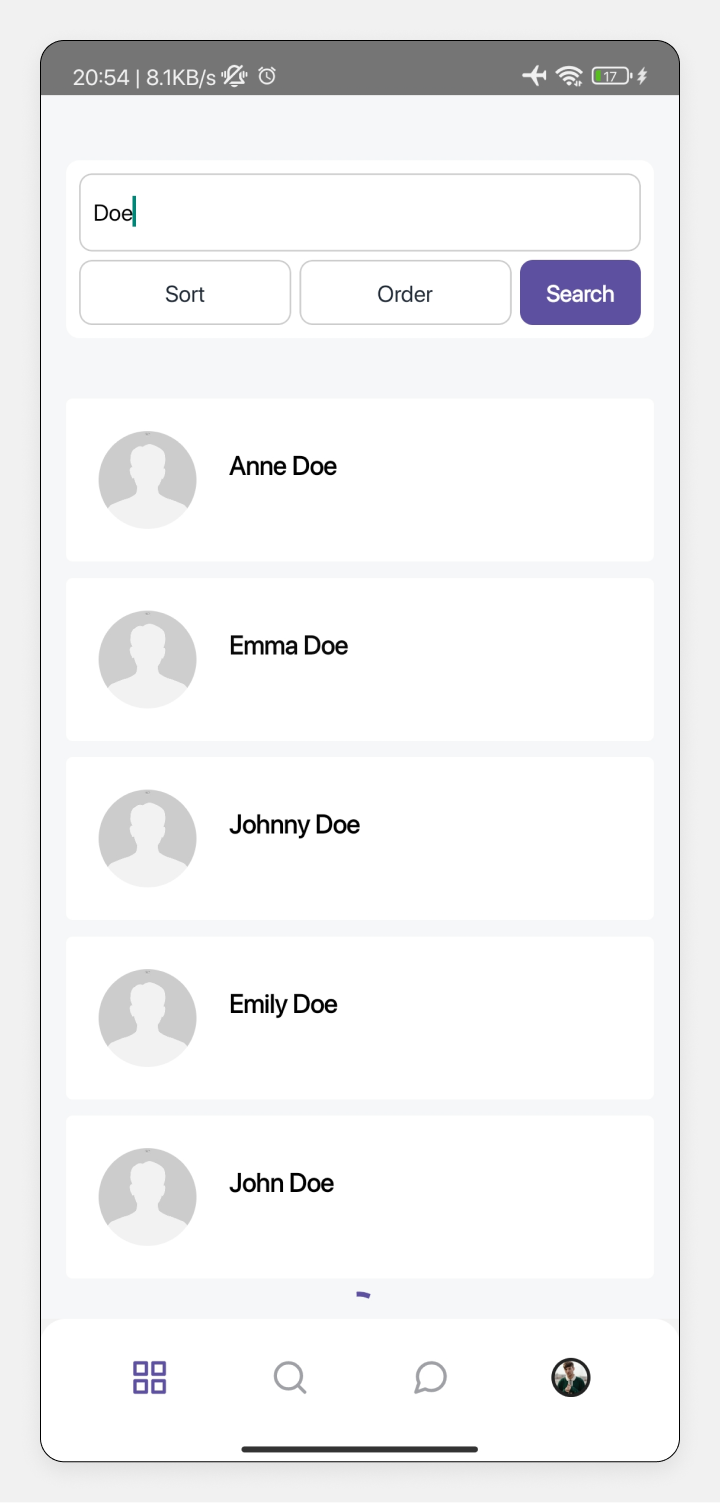 20:54 | 8.1KB/s 17
Doe
Sort Order Search
Anne Doe
Emma Doe
Johnny Doe
Emily Doe
John Doe